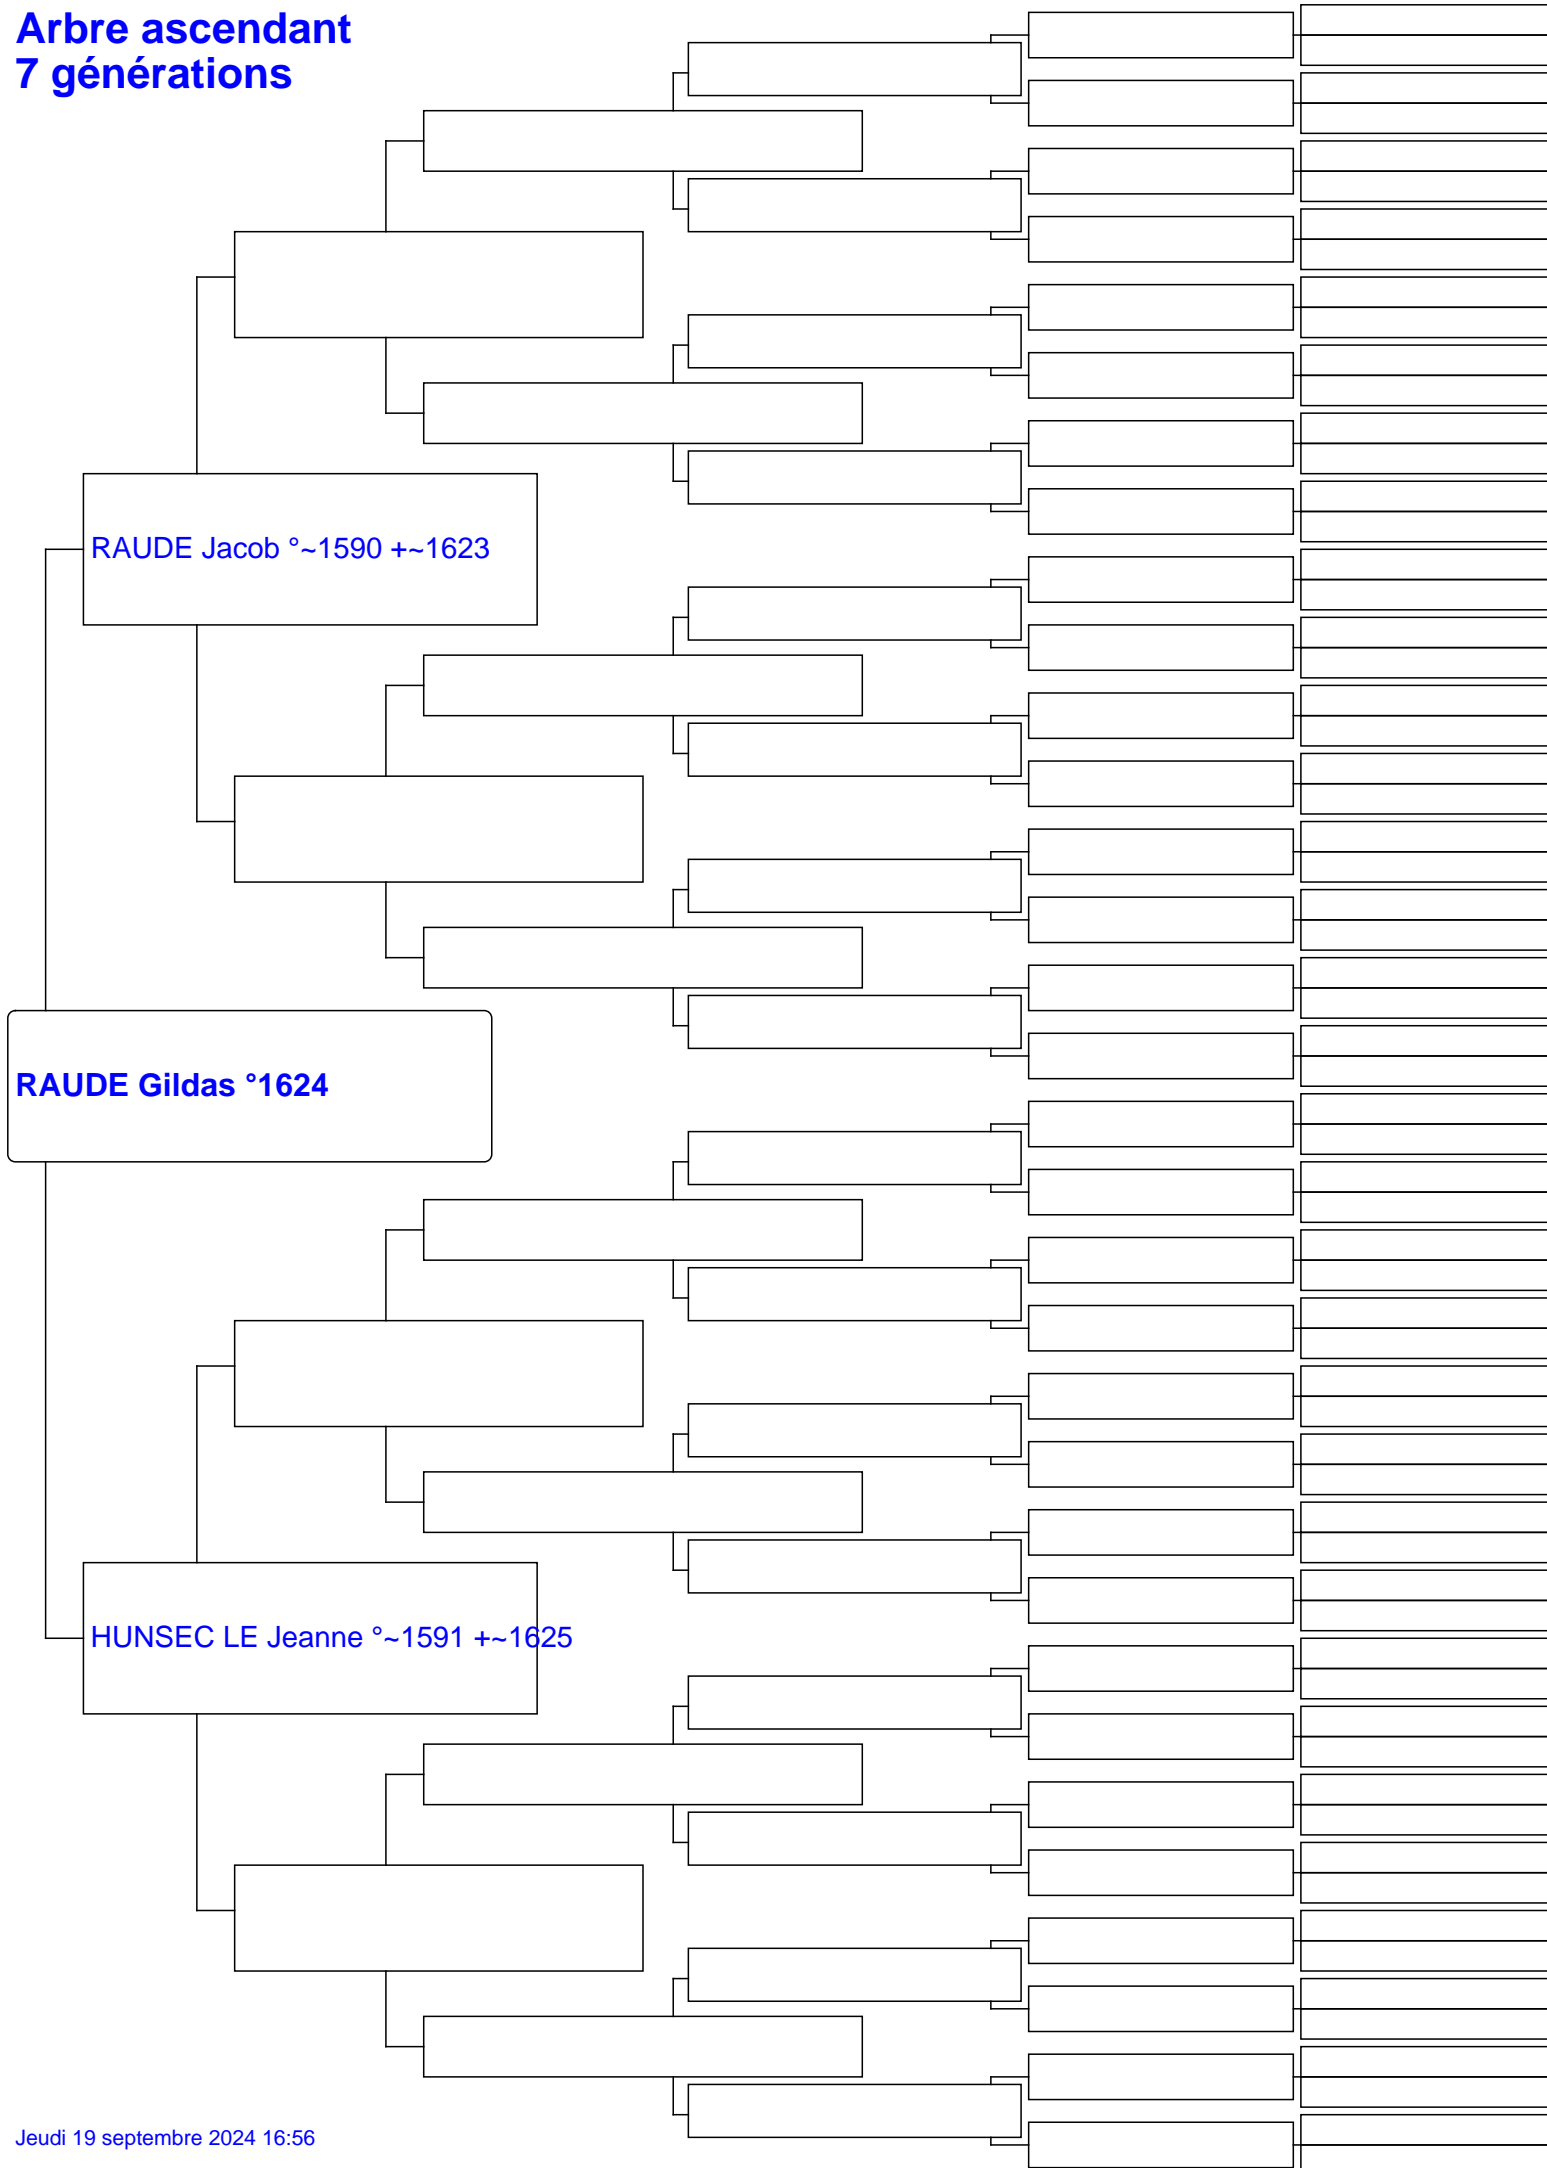 Arbre ascendant
7 générations
RAUDE Jacob °~1590 +~1623
RAUDE Gildas °1624
HUNSEC LE Jeanne °~1591 +~1625
Jeudi 19 septembre 2024 16:56